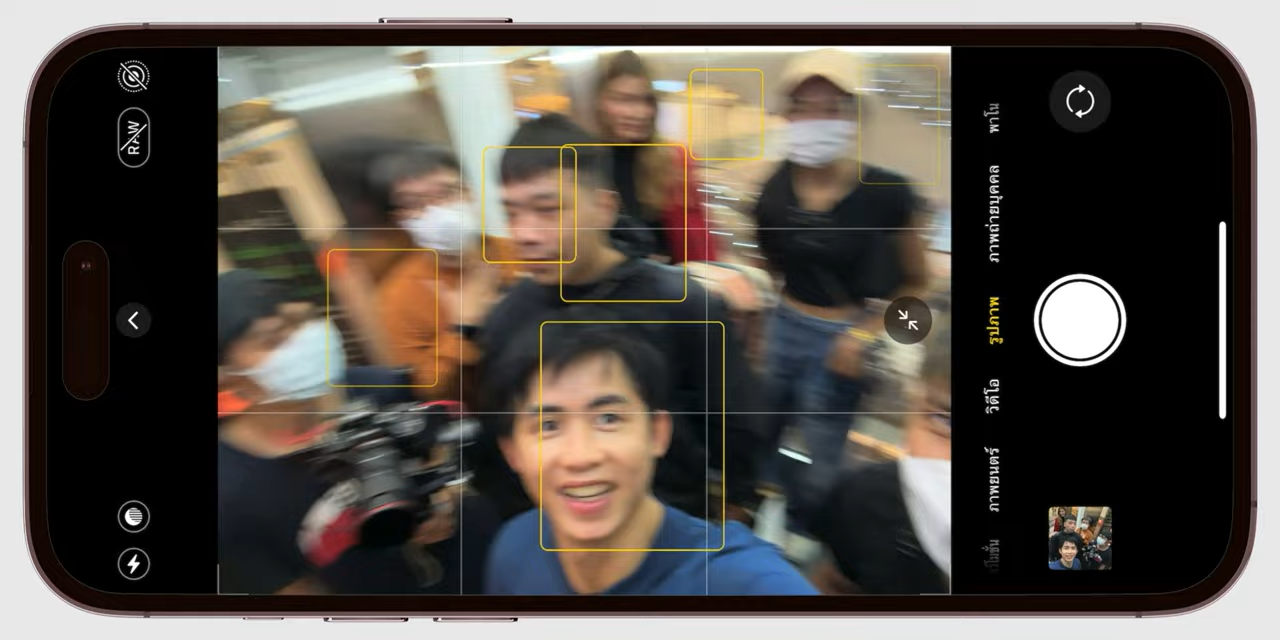 RAW
ภาพยนตร์
วิดีโอ
รูปภาพ
ภาพถ่ายบุคคล
พาโน